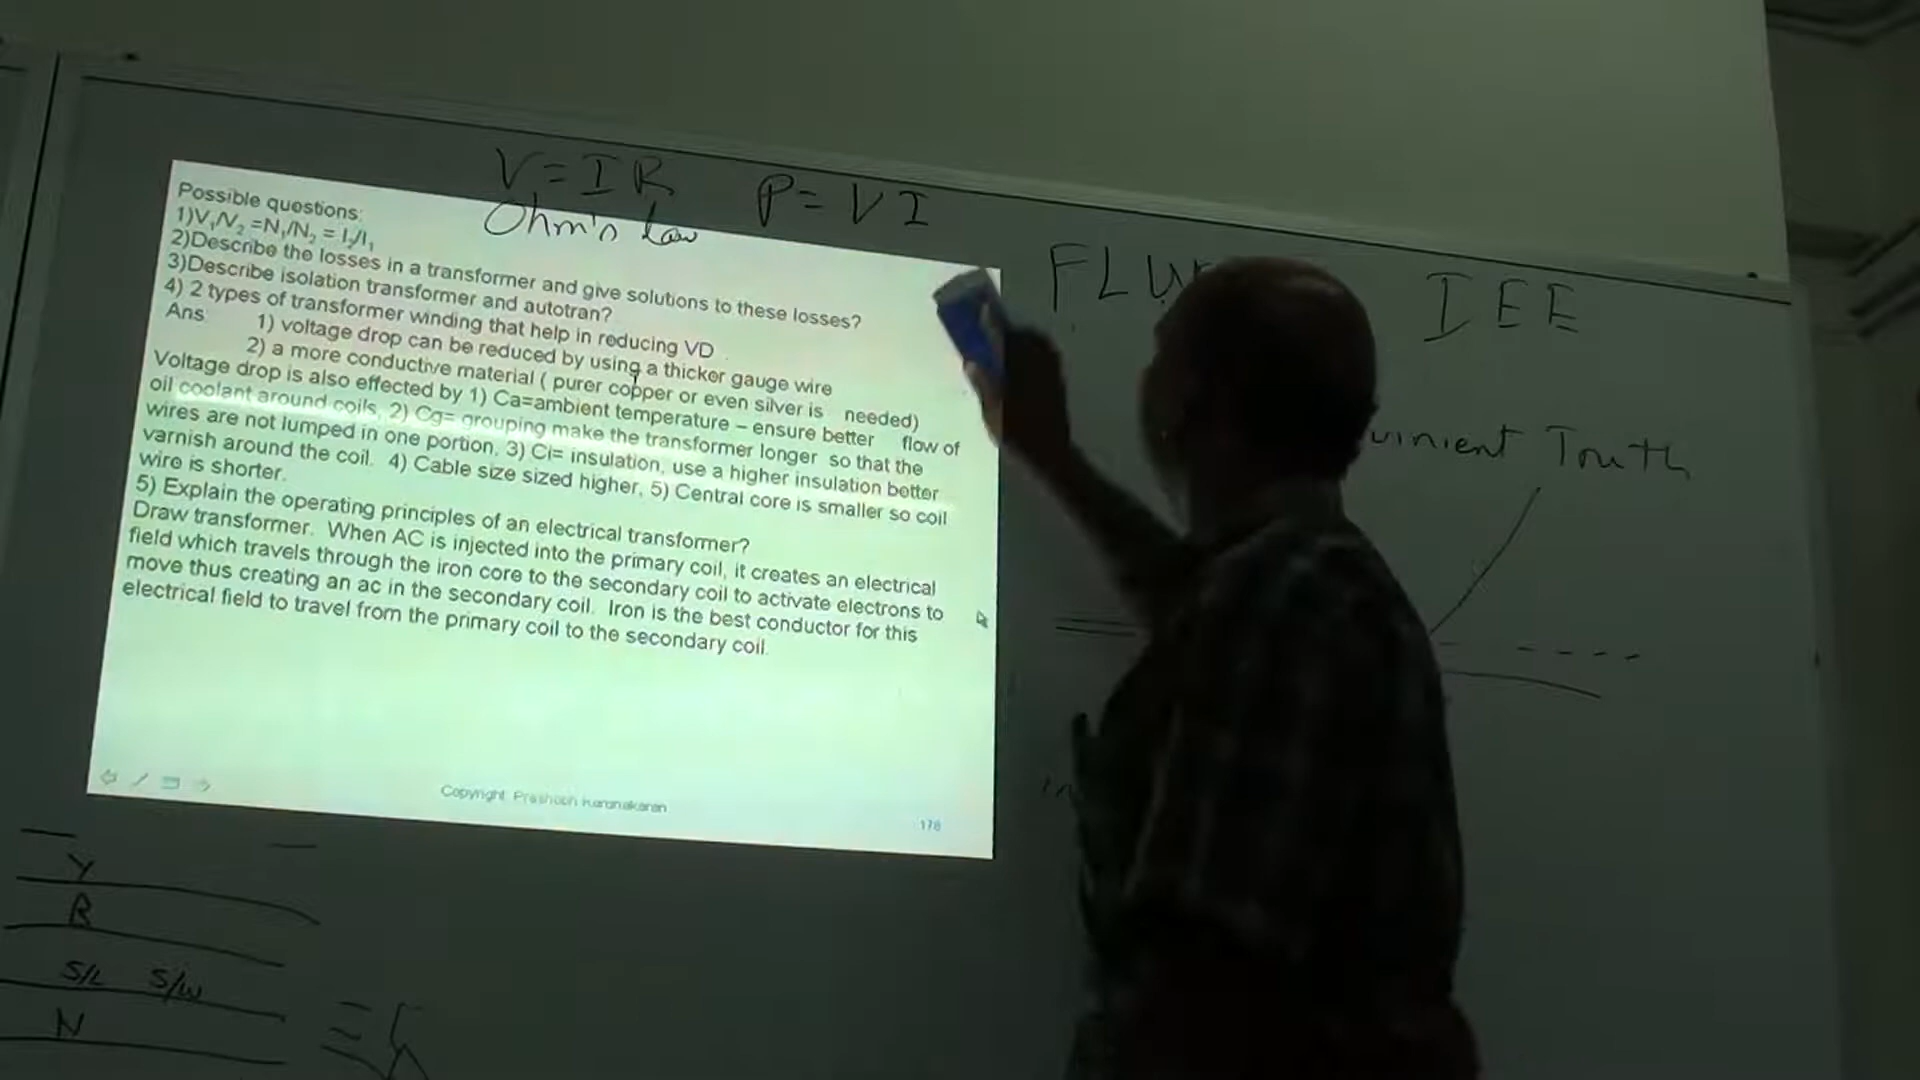 V = I R
P = V I
Ohm's law
FLU
I E E
Possible questions:
1)V1/V2 =N1/N2 = I2/I1
2)Describe the losses in a transformer and give solutions to these losses?
3)Describe isolation transformer and autotran?
4) 2 types of transformer winding that help in reducing VD
Ans 1) voltage drop can be reduced by using a thicker gauge wire
2) a more conductive material ( purer copper or even silver is needed)
Voltage drop is also effected by 1) Ca=ambient temperature – ensure better flow of
oil coolant around coils, 2) Cg= grouping make the transformer longer so that the
wires are not lumped in one portion, 3) Ci= insulation, use a higher insulation better
varnish around the coil. 4) Cable size sized higher, 5) Central core is smaller so coil
wire is shorter.
5) Explain the operating principles of an electrical transformer?
Draw transformer. When AC is injected into the primary coil, it creates an electrical
field which travels through the iron core to the secondary coil to activate electrons to
move thus creating an ac in the secondary coil. Iron is the best conductor for this
electrical field to travel from the primary coil to the secondary coil.
Copyright: Prashobh Karunakaran
178
uinient Touth
Y
R
S/L S/W
N